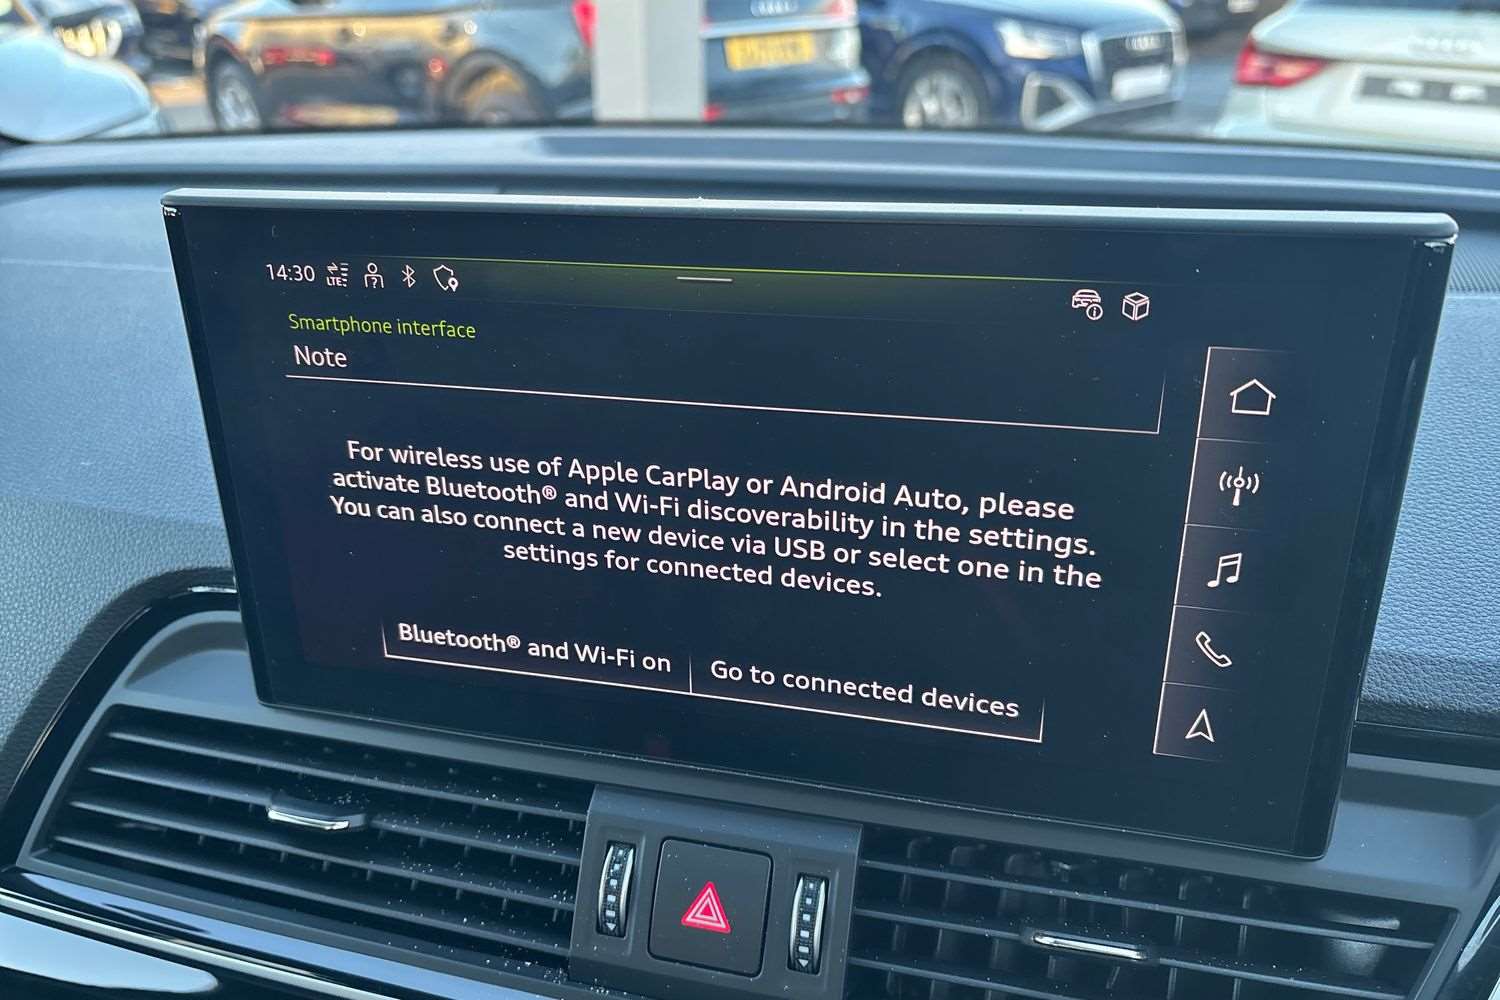 14:30
LTE
Smartphone interface
Note
For wireless use of Apple CarPlay or Android Auto, please
activate Bluetooth® and Wi-Fi discoverability in the settings.
You can also connect a new device via USB or select one in the
settings for connected devices.
Bluetooth® and Wi-Fi on
Go to connected devices